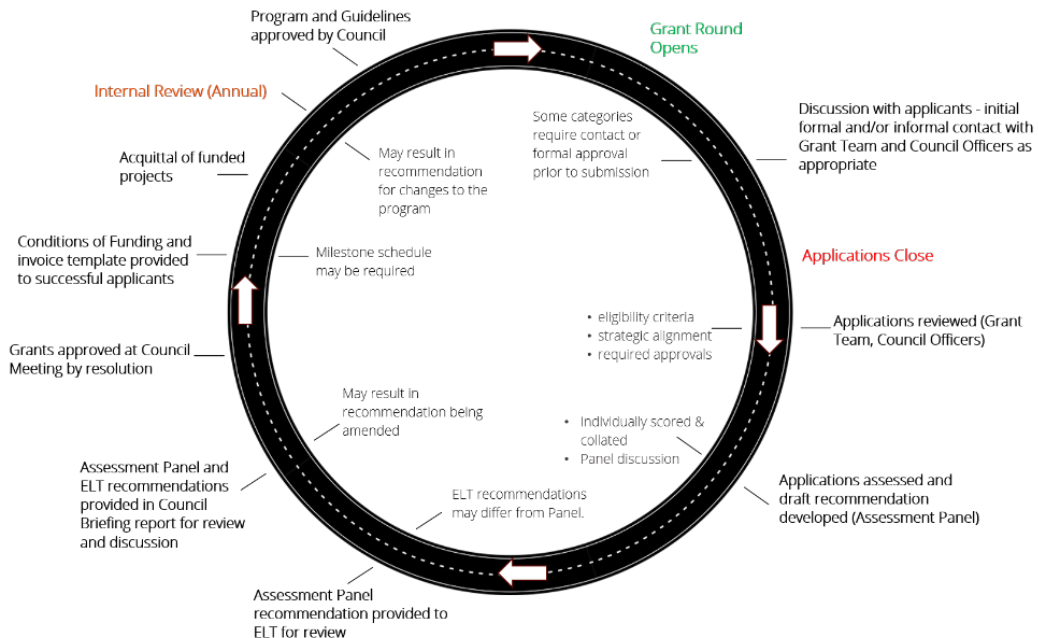 Program and Guidelines
approved by Council
Grant Round
Opens
Internal Review (Annual)
Some categories
require contact or
formal approval
prior to submission
Discussion with applicants - initial
formal and/or informal contact with
Grant Team and Council Officers as
appropriate
Acquittal of funded
projects
May result in
recommendation
for changes to the
program
Conditions of Funding and
invoice template provided
to successful applicants
Milestone schedule
may be required
Applications Close
• eligibility criteria
• strategic alignment
• required approvals
Applications reviewed (Grant
Team, Council Officers)
Grants approved at Council
Meeting by resolution
May result in
recommendation being
amended
• Individually scored &
collated
• Panel discussion
Assessment Panel and
ELT recommendations
provided in Council
Briefing report for review
and discussion
ELT recommendations
may differ from Panel.
Applications assessed and
draft recommendation
developed (Assessment Panel)
Assessment Panel
recommendation provided to
ELT for review